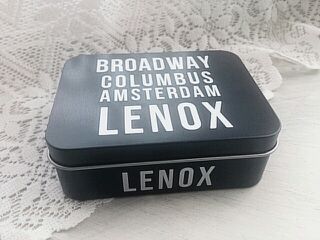 BROADWAY
COLUMBUS
AMSTERDAM
LENOX
LENOX